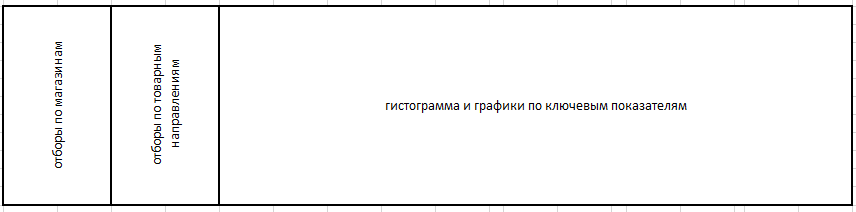 отборы по магазинам
отборы по товарным
направлениям
гистограмма и графики по ключевым показателям